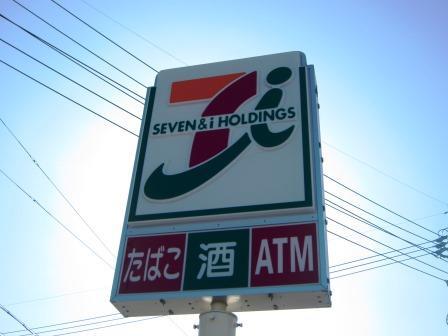 7i
SEVEN & i HOLDINGS
たばこ 酒 ATM